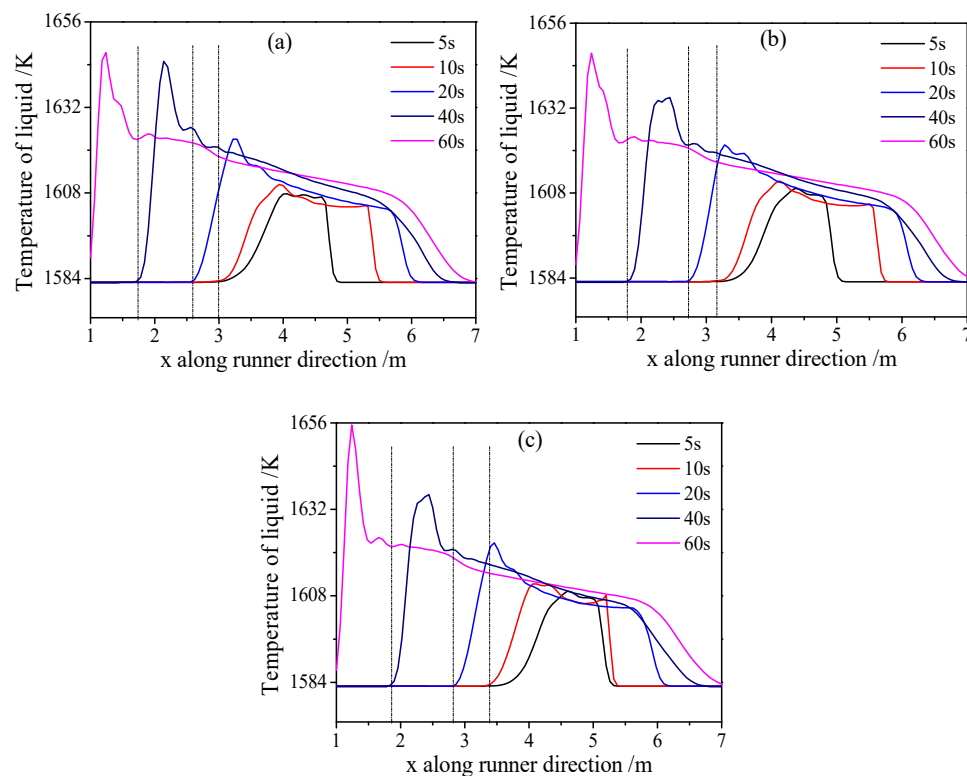 1656
1632
1608
1584
Temperature of liquid /K
(a)
5s
10s
20s
40s
60s
1 2 3 4 5 6 7
x along runner direction /m
1656
1632
1608
1584
Temperature of liquid /K
(b)
5s
10s
20s
40s
60s
1 2 3 4 5 6 7
x along runner direction /m
1656
1632
1608
1584
Temperature of liquid /K
(c)
5s
10s
20s
40s
60s
1 2 3 4 5 6 7
x along runner direction /m